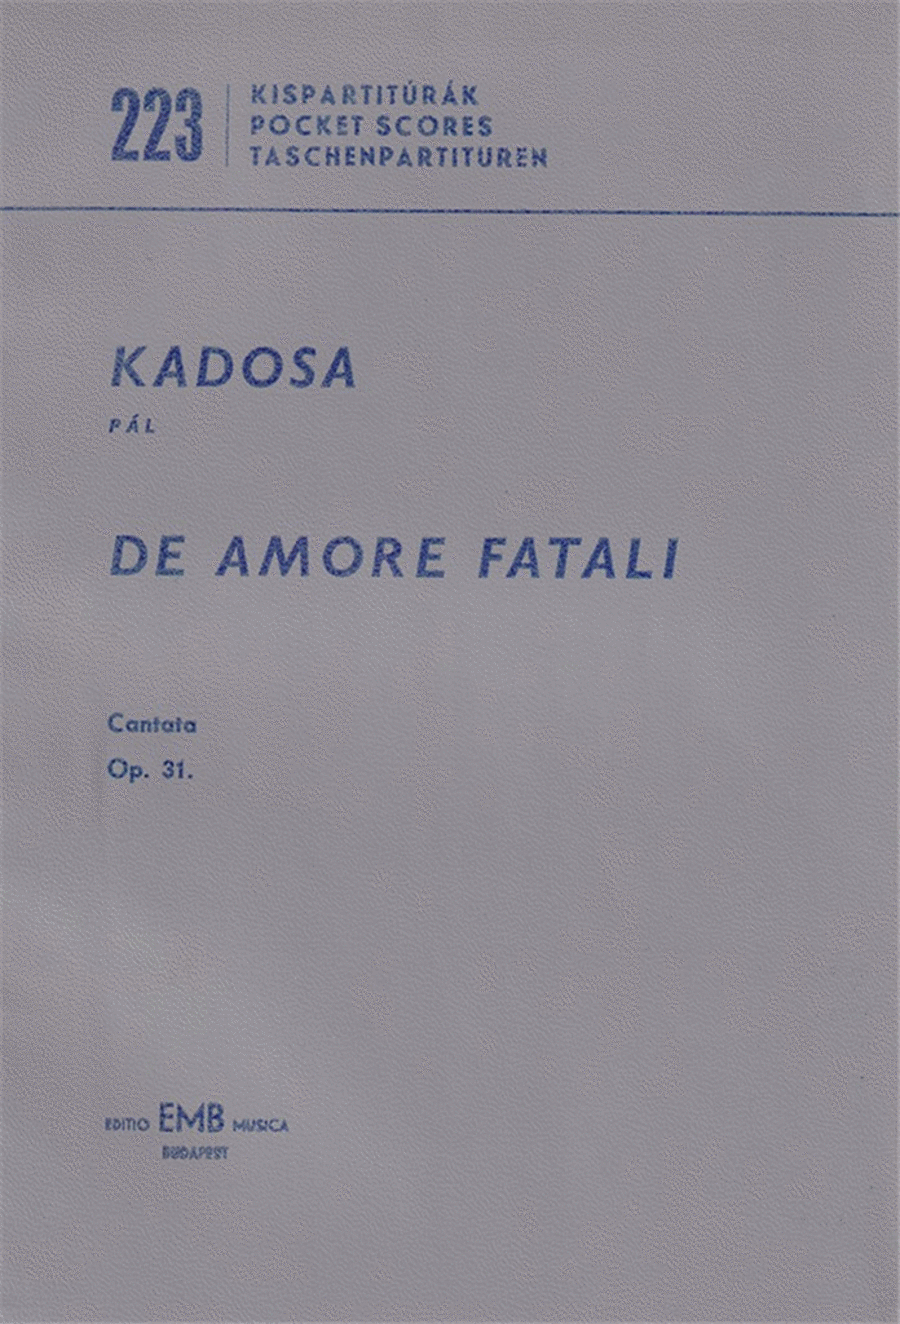 223
KISPARTITÚRÁK
POCKET SCORES
TASCHENPARTITUREN
KADOSA
PÁL
DE AMORE FATALI
Cantata
Op. 31.
EDITIO EMB MUSICA
BUDAPEST